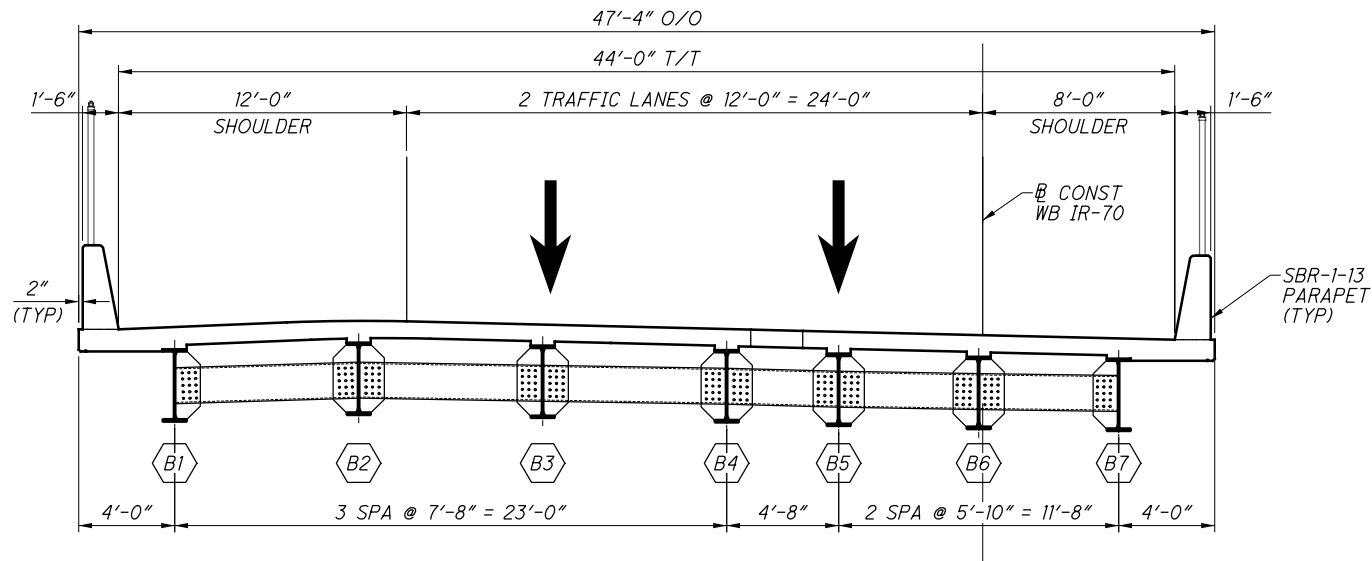 47'-4" O/O
44'-0" T/T
1'-6"
12'-0"
SHOULDER
2 TRAFFIC LANES @ 12'-0" = 24'-0"
8'-0"
SHOULDER
1'-6"
℄ CONST
WB IR-70
2"
(TYP)
SBR-1-13
PARAPET
(TYP)
B1
B2
B3
B4
B5
B6
B7
4'-0"
3 SPA @ 7'-8" = 23'-0"
4'-8"
2 SPA @ 5'-10" = 11'-8"
4'-0"